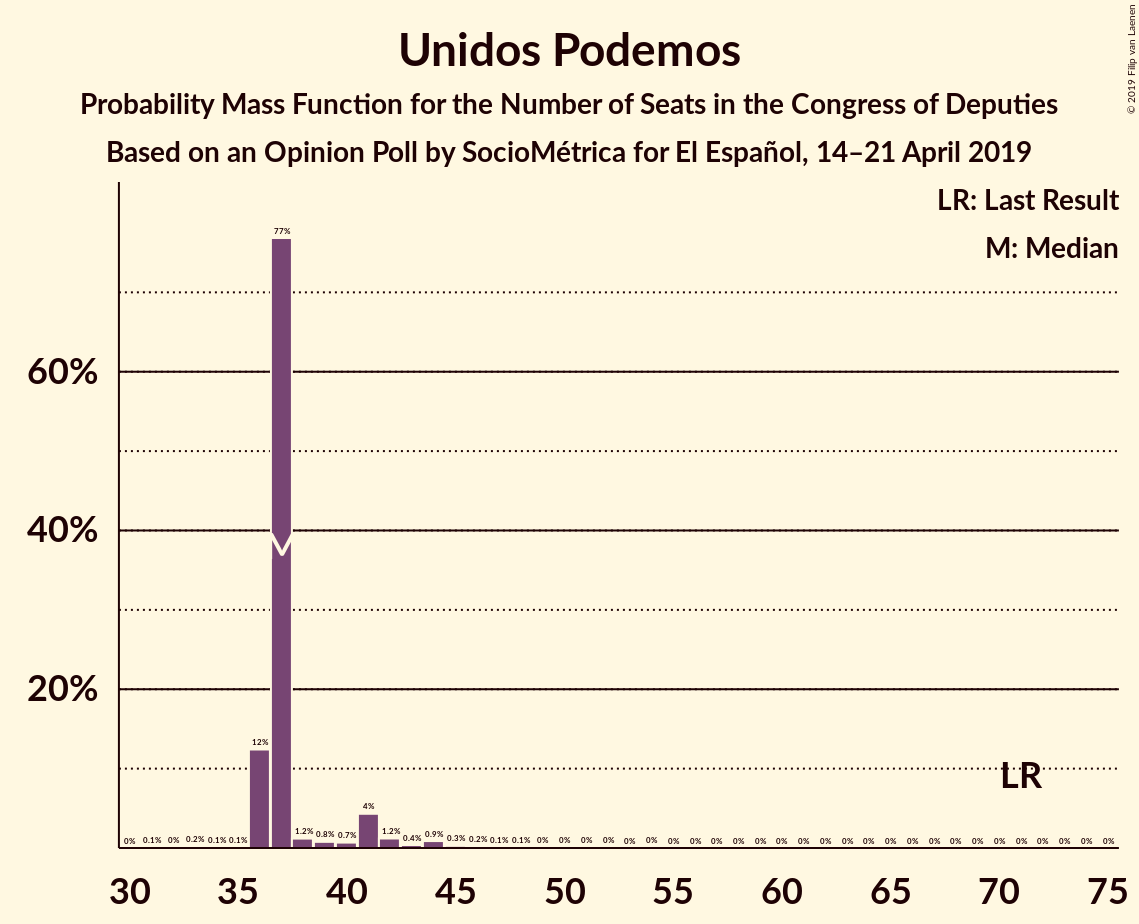 Unidos Podemos
Probability Mass Function for the Number of Seats in the Congress of Deputies
Based on an Opinion Poll by SocioMétrica for El Español, 14–21 April 2019
© 2019 Filip van Laenen
LR: Last Result
M: Median
77%
60%
40%
20%
12%
LR
0% 0.1% 0% 0.2% 0.1% 0.1% 1.2% 0.8% 0.7% 4% 1.2% 0.4% 0.9% 0.3% 0.2% 0.1% 0.1% 0% 0% 0% 0% 0% 0% 0% 0% 0% 0% 0% 0% 0% 0% 0% 0% 0% 0% 0% 0% 0% 0% 0% 0% 0% 0% 0%
30 35 40 45 50 55 60 65 70 75